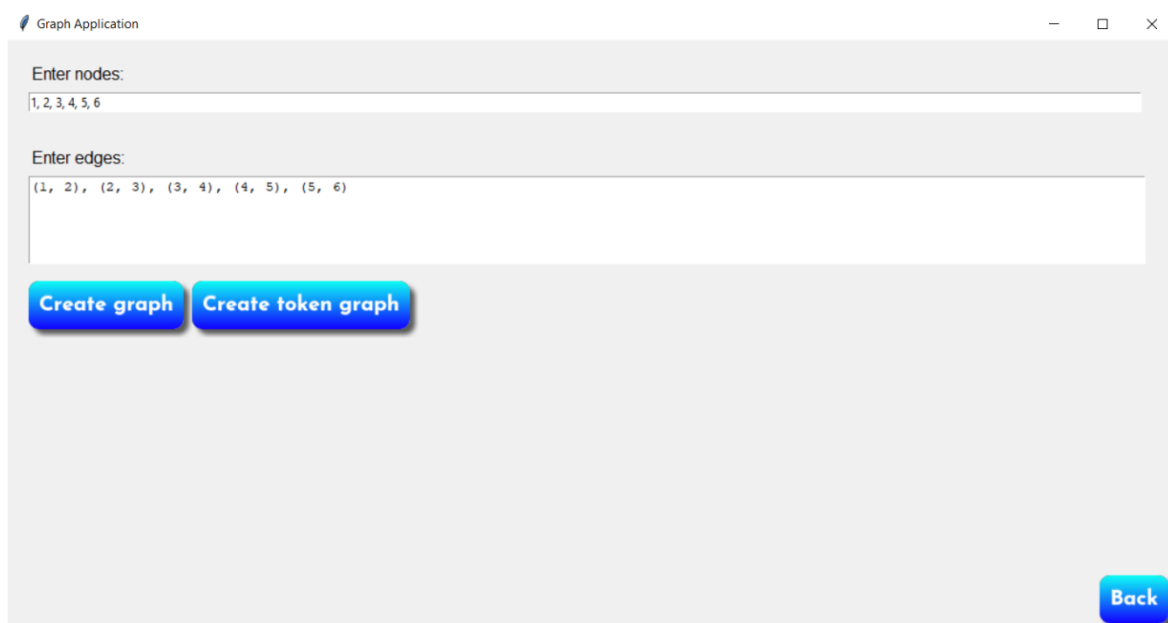 Graph Application
Enter nodes:
1, 2, 3, 4, 5, 6
Enter edges:
(1, 2), (2, 3), (3, 4), (4, 5), (5, 6)
Create graph Create token graph
Back